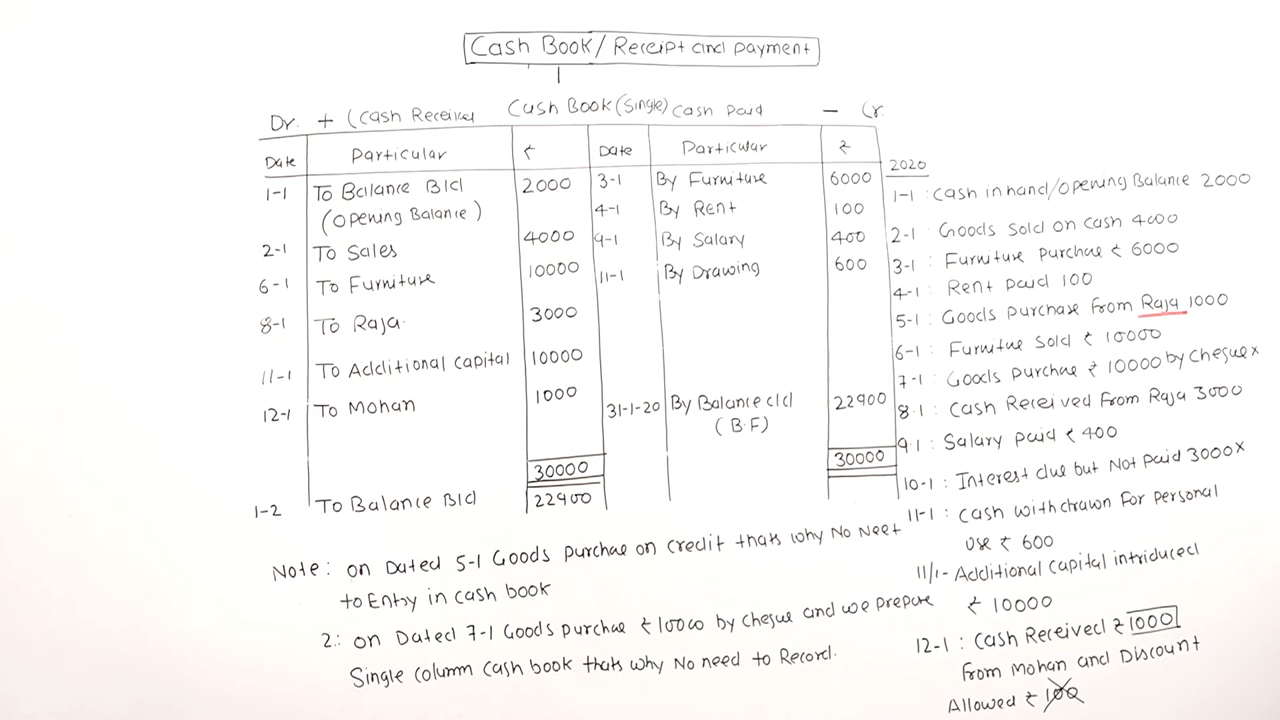 Cash Book/Receipt and payment
Cash Book (Single)
Dr. + (Cash Received Cash Paid - Cr.
Date Particular ₹ Date Particular ₹
1-1 To Balance B/d 2000 3-1 By Furniture 6000
(Opening Balance) 4-1 By Rent 100
2-1 To Sales 4000 9-1 By Salary 400
6-1 To Furniture 10000 11-1 By Drawing 600
8-1 To Raja. 3000
11-1 To Additional Capital 10000
12-1 To Mohan 1000 31-1-20 By Balance c/d 22900
(B.F)
30000 30000
1-2 To Balance B/d 22900
2020
1-1 : Cash in hand/Opening Balance 2000
2-1 : Goods Sold on Cash 4000
3-1 : Furniture Purchae ₹ 6000
4-1 : Rent Paid 100
5-1 : Goods Purchase From Raja 1000
6-1 : Furnitue Sold ₹ 10000
7-1 : Goods Purchae ₹ 10000 by Cheque x
8-1 : Cash Received From Raja 3000
9-1 : Salary Paid ₹ 400
10-1 : Interest due but Not Paid 3000 x
11-1 : Cash withdrawn For Personal
Use ₹ 600
11/1- Additional Capital intriduced
₹ 10000
12-1 : Cash Received ₹ 1000
From Mohan and Discount
Allowed ₹ 100
Note : on Dated 5-1 Goods Purchae on Credit thats why No Neet
to Entry in cash book
2.: on Dated 7-1 Goods Purchae ₹ 10000 by cheque and we prepare
Single column cash book thats why No need to Record.